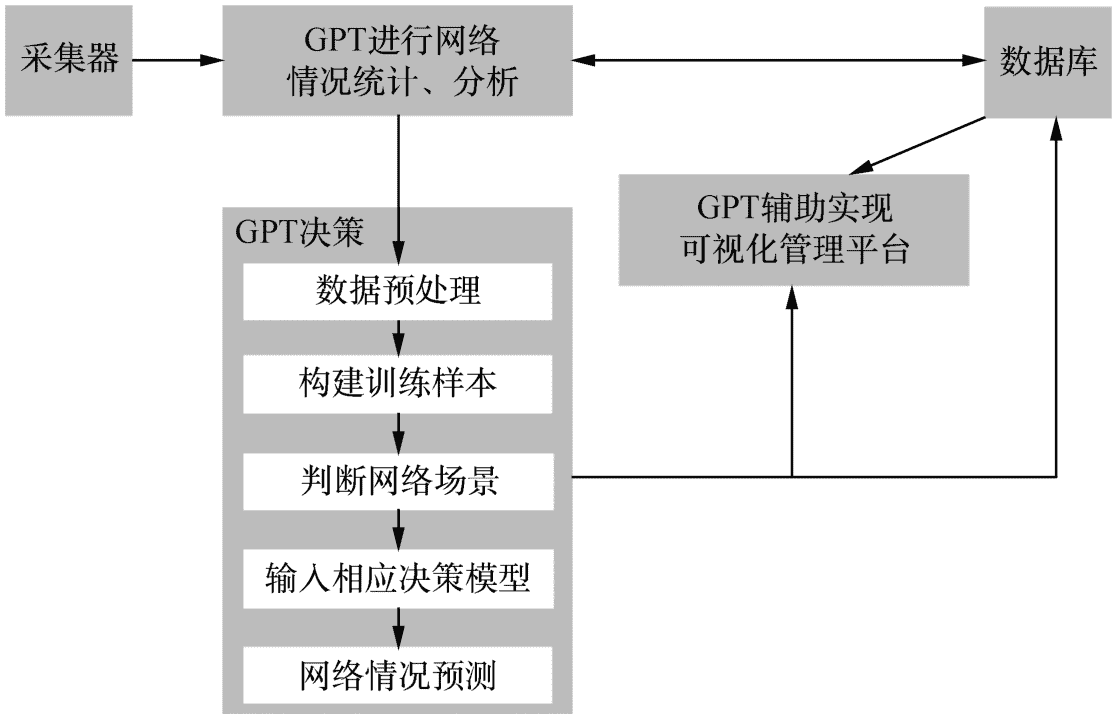 采集器
GPT进行网络
情况统计、分析
数据库
GPT辅助实现
可视化管理平台
GPT决策
数据预处理
构建训练样本
判断网络场景
输入相应决策模型
网络情况预测